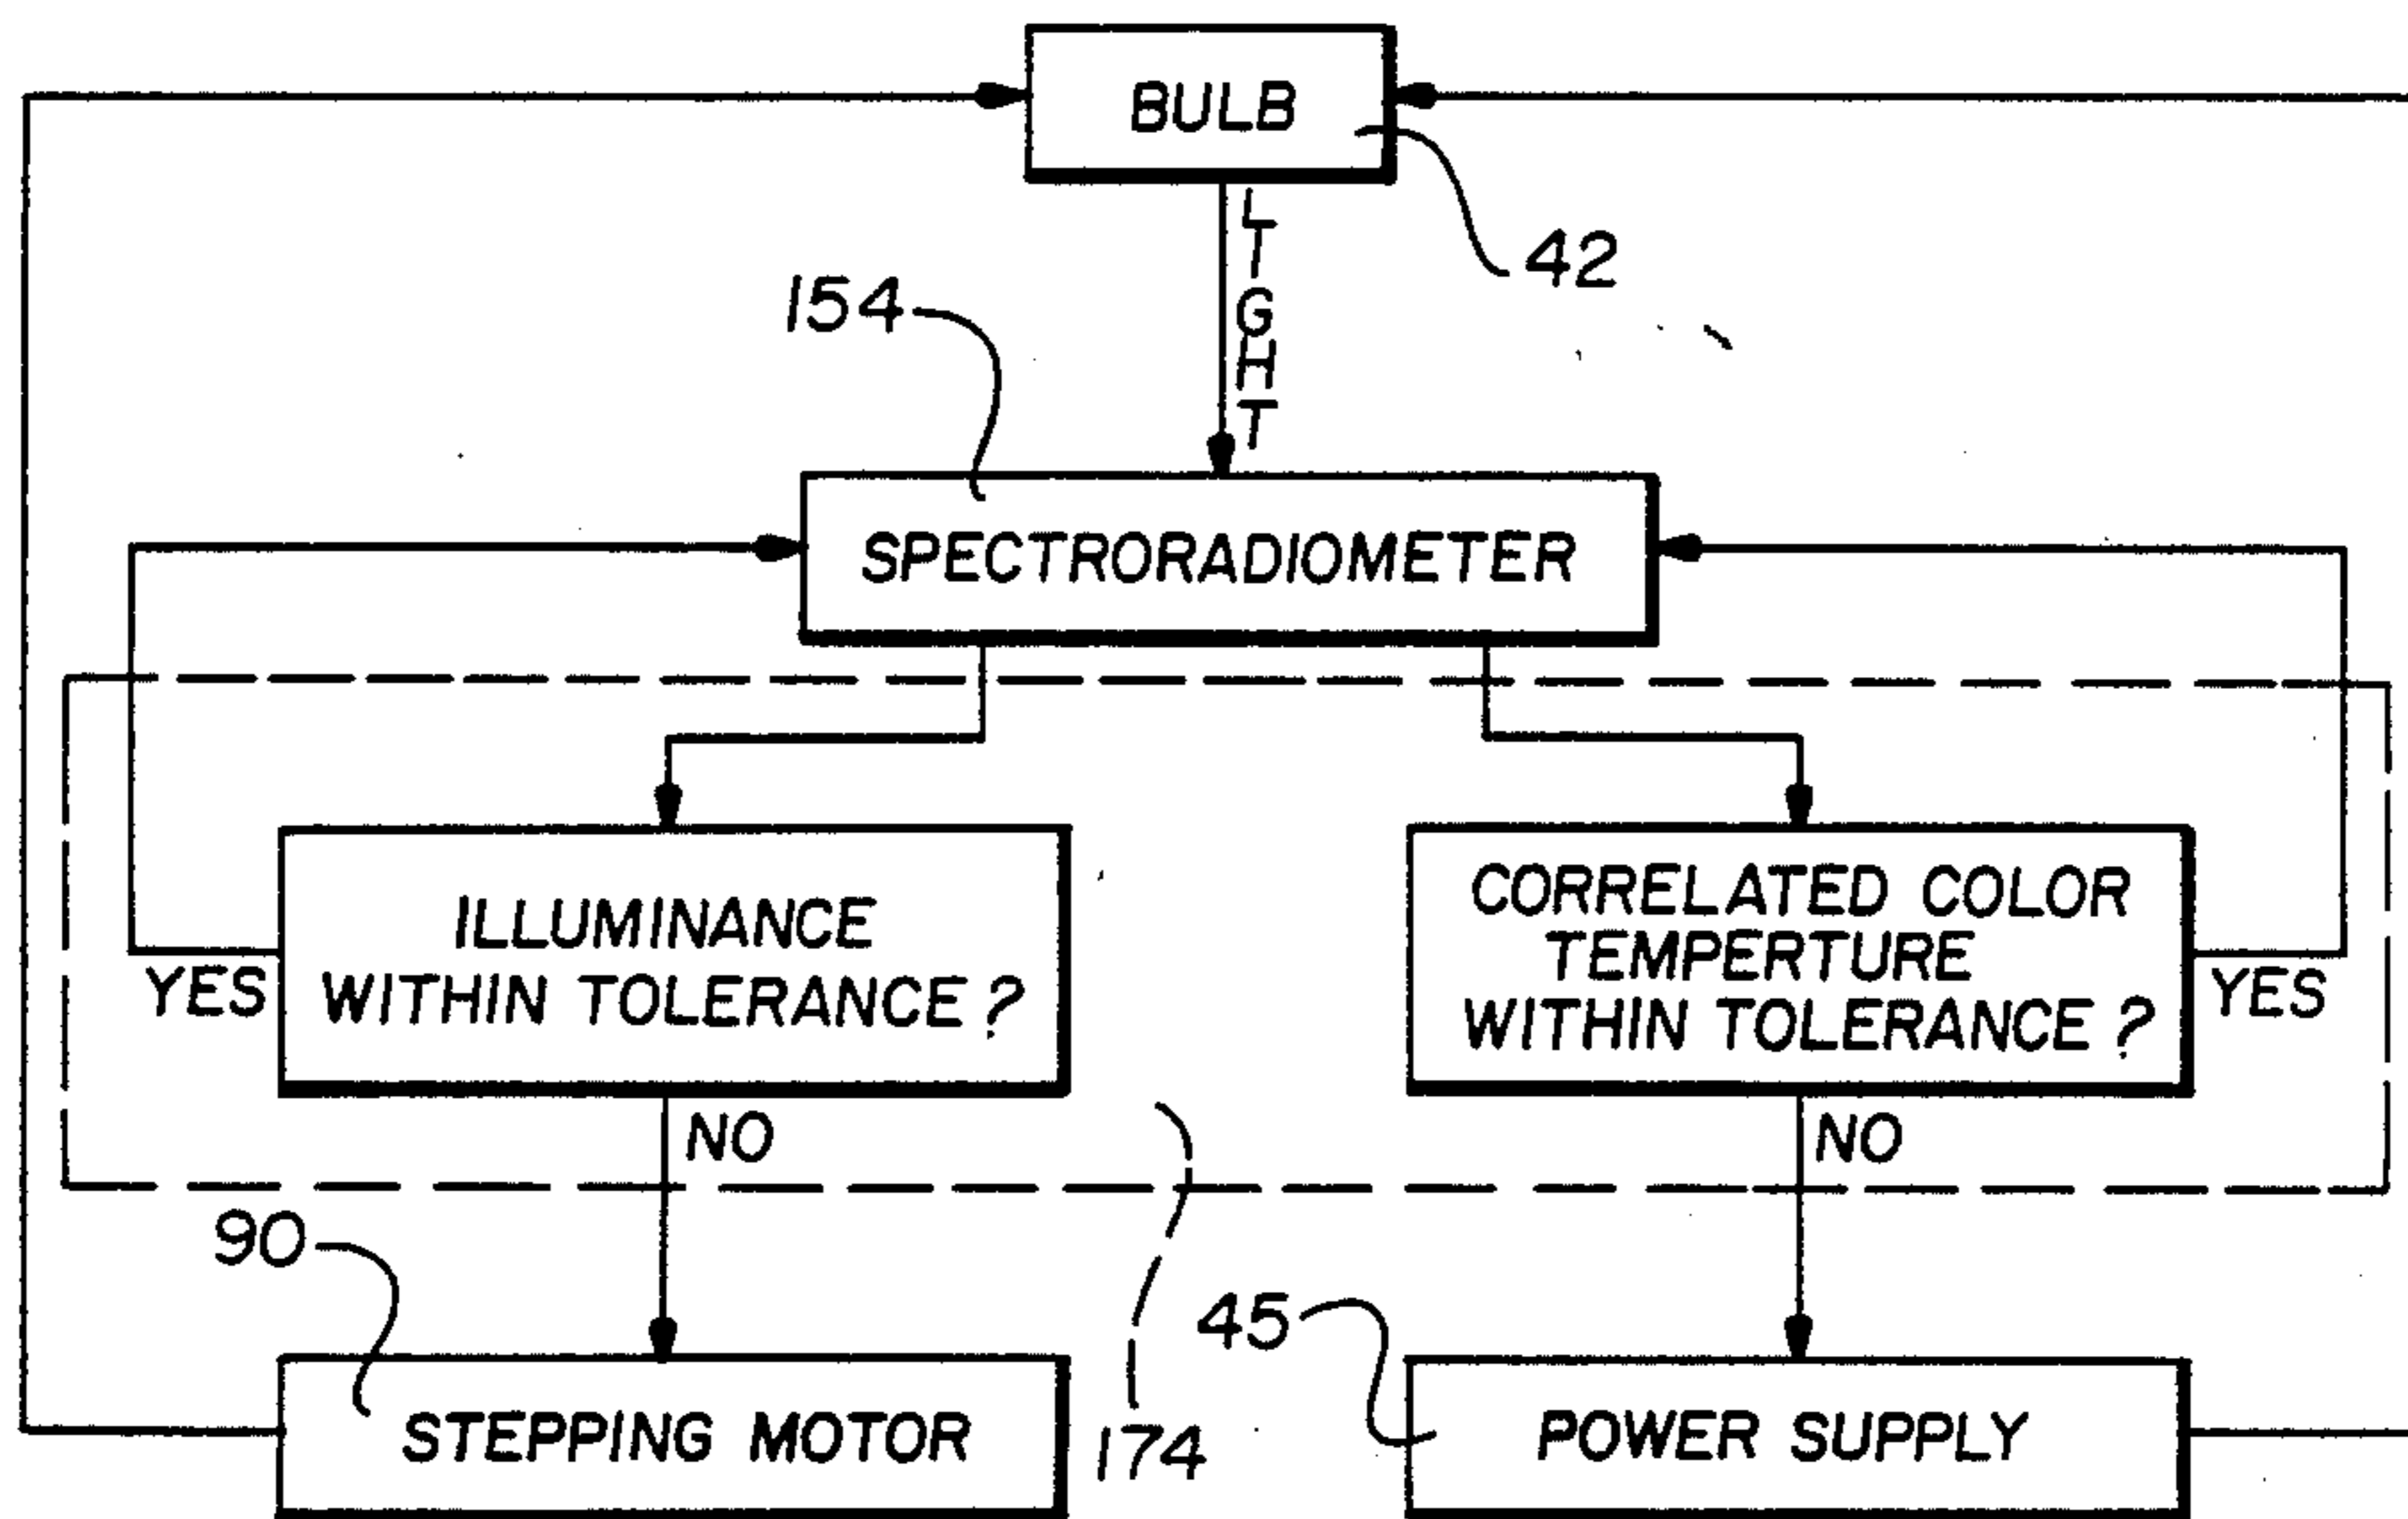 BULB
42
LIGHT
154
SPECTRORADIOMETER
ILLUMINANCE
WITHIN TOLERANCE?
YES
CORRELATED COLOR
TEMPERTURE
WITHIN TOLERANCE?
YES
NO
NO
90
45
STEPPING MOTOR
174
POWER SUPPLY